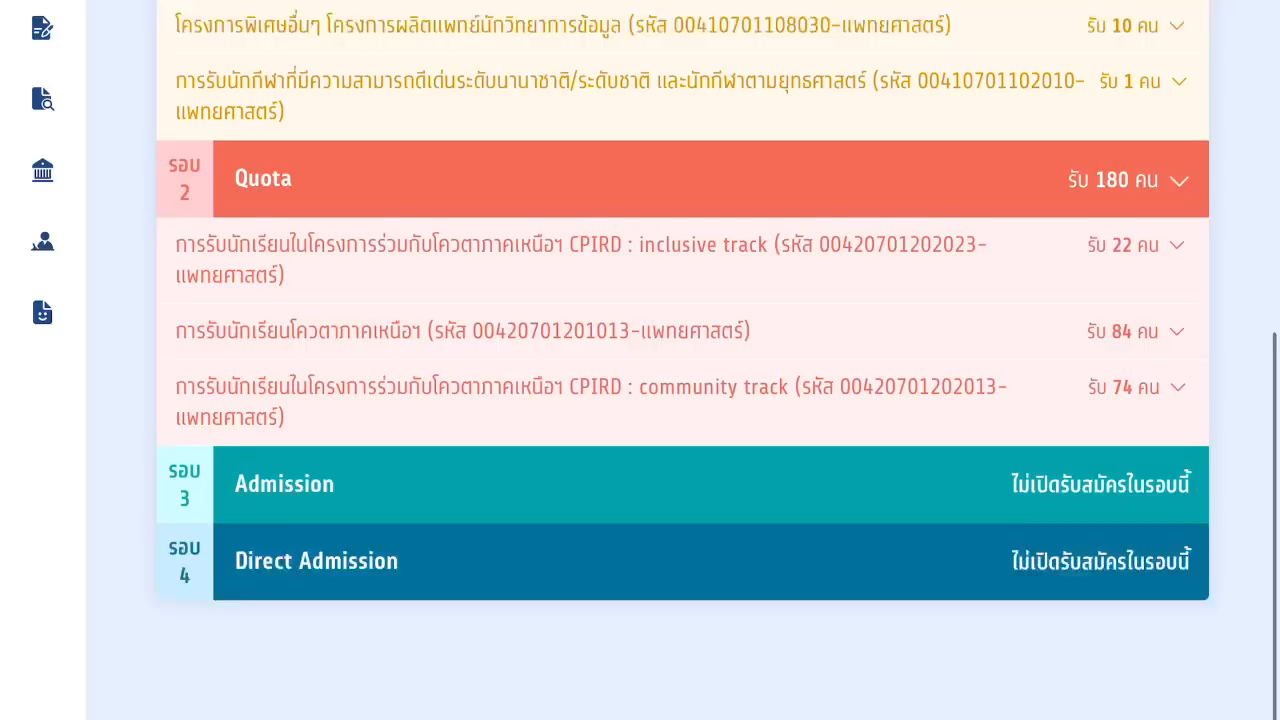 โครงการพิเศษอื่นๆ โครงการผลิตแพทย์นักวิทยาการข้อมูล (รหัส 00410701108030-แพทยศาสตร์) รับ 10 คน
การรับนักกีฬาที่มีความสามารถดีเด่นระดับนานาชาติ/ระดับชาติ และนักกีฬาตามยุทธศาสตร์ (รหัส 00410701102010- รับ 1 คน
แพทยศาสตร์)
รอบ
2
Quota รับ 180 คน
การรับนักเรียนในโครงการร่วมกับโควตาภาคเหนือฯ CPIRD : inclusive track (รหัส 00420701202023- รับ 22 คน
แพทยศาสตร์)
การรับนักเรียนโควตาภาคเหนือฯ (รหัส 00420701201013-แพทยศาสตร์) รับ 84 คน
การรับนักเรียนในโครงการร่วมกับโควตาภาคเหนือฯ CPIRD : community track (รหัส 00420701202013- รับ 74 คน
แพทยศาสตร์)
รอบ
3
Admission ไม่เปิดรับสมัครในรอบนี้
รอบ
4
Direct Admission ไม่เปิดรับสมัครในรอบนี้